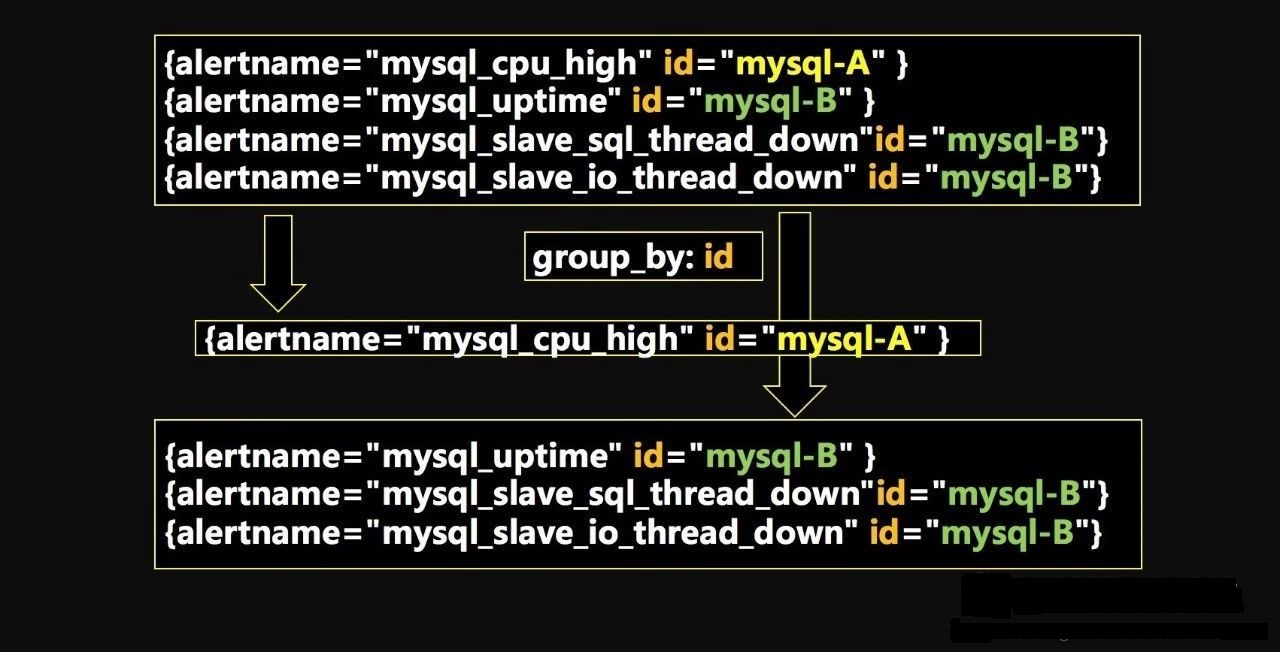 {alertname="mysql_cpu_high" id="mysql-A" }
{alertname="mysql_uptime" id="mysql-B" }
{alertname="mysql_slave_sql_thread_down"id="mysql-B"}
{alertname="mysql_slave_io_thread_down" id="mysql-B"}
group_by: id
{alertname="mysql_cpu_high" id="mysql-A" }
{alertname="mysql_uptime" id="mysql-B" }
{alertname="mysql_slave_sql_thread_down"id="mysql-B"}
{alertname="mysql_slave_io_thread_down" id="mysql-B"}